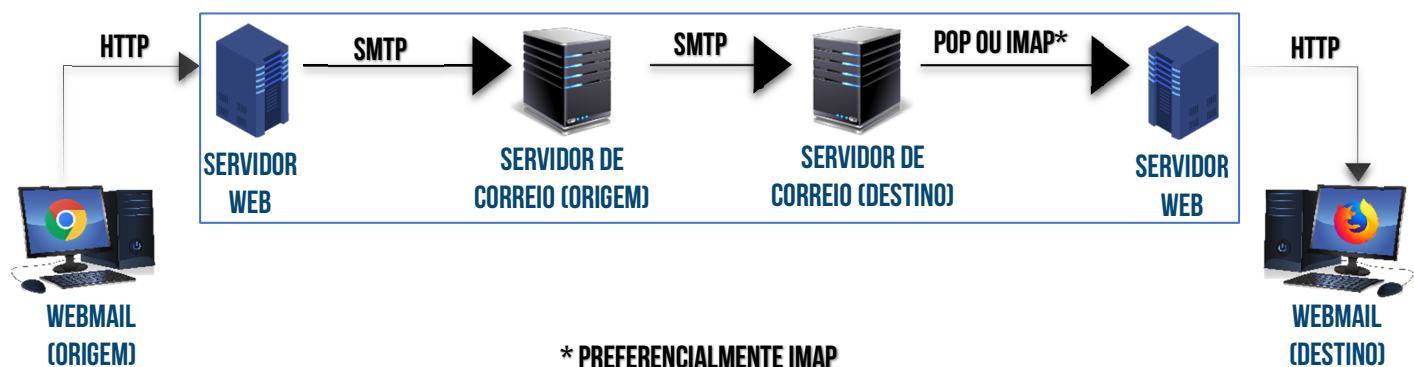 HTTP
SMTP
SMTP
POP OU IMAP*
HTTP
SERVIDOR
WEB
SERVIDOR DE
CORREIO (ORIGEM)
SERVIDOR DE
CORREIO (DESTINO)
SERVIDOR
WEB
WEBMAIL
(ORIGEM)
WEBMAIL
(DESTINO)
* PREFERENCIALMENTE IMAP